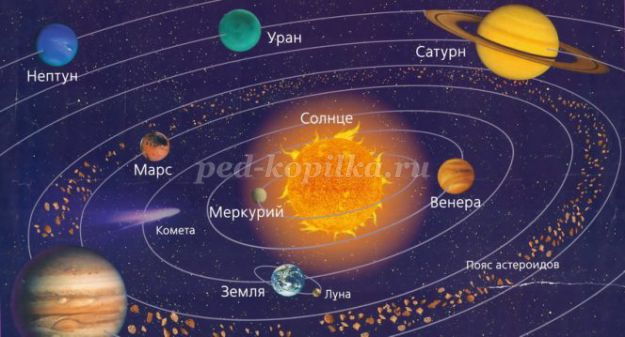 Уран
Сатурн
Нептун
Солнце
ped-kopilka.ru
Марс
Меркурий
Венера
Комета
Пояс астероидов
Земля
Луна